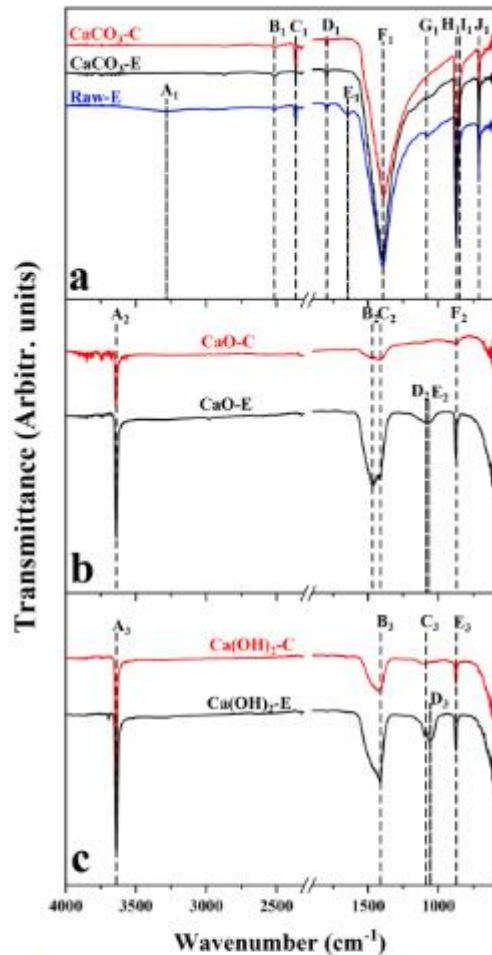 B₁ C₁ D₁ F₁ G₁ H₁ I₁ J₁
CaCO₃-C
CaCO₃-E
A₁ Raw-E E₁
a
A₂ B₂ C₂ F₂
CaO-C
CaO-E D₂ E₂
b
A₃ B₃ C₃ E₃
Ca(OH)₂-C
Ca(OH)₂-E D₃
c
4000 3500 3000 2500 1500 1000
Wavenumber (cm⁻¹)
Transmittance (Arbitr. units)